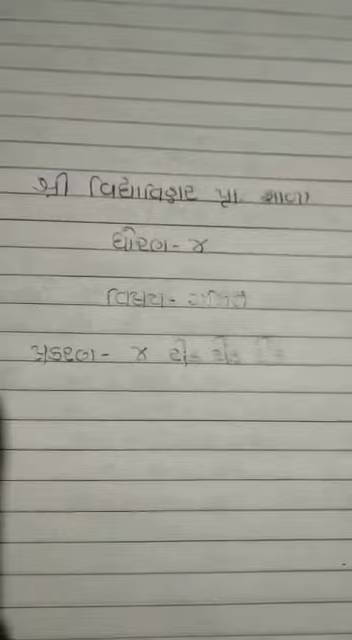 શ્રી વિદ્યાવિહાર પ્રા. શાળા
ધોરણ - ૪
વિષય - ગણિત
પ્રકરણ - ૪ ટીક ટીક ટીક